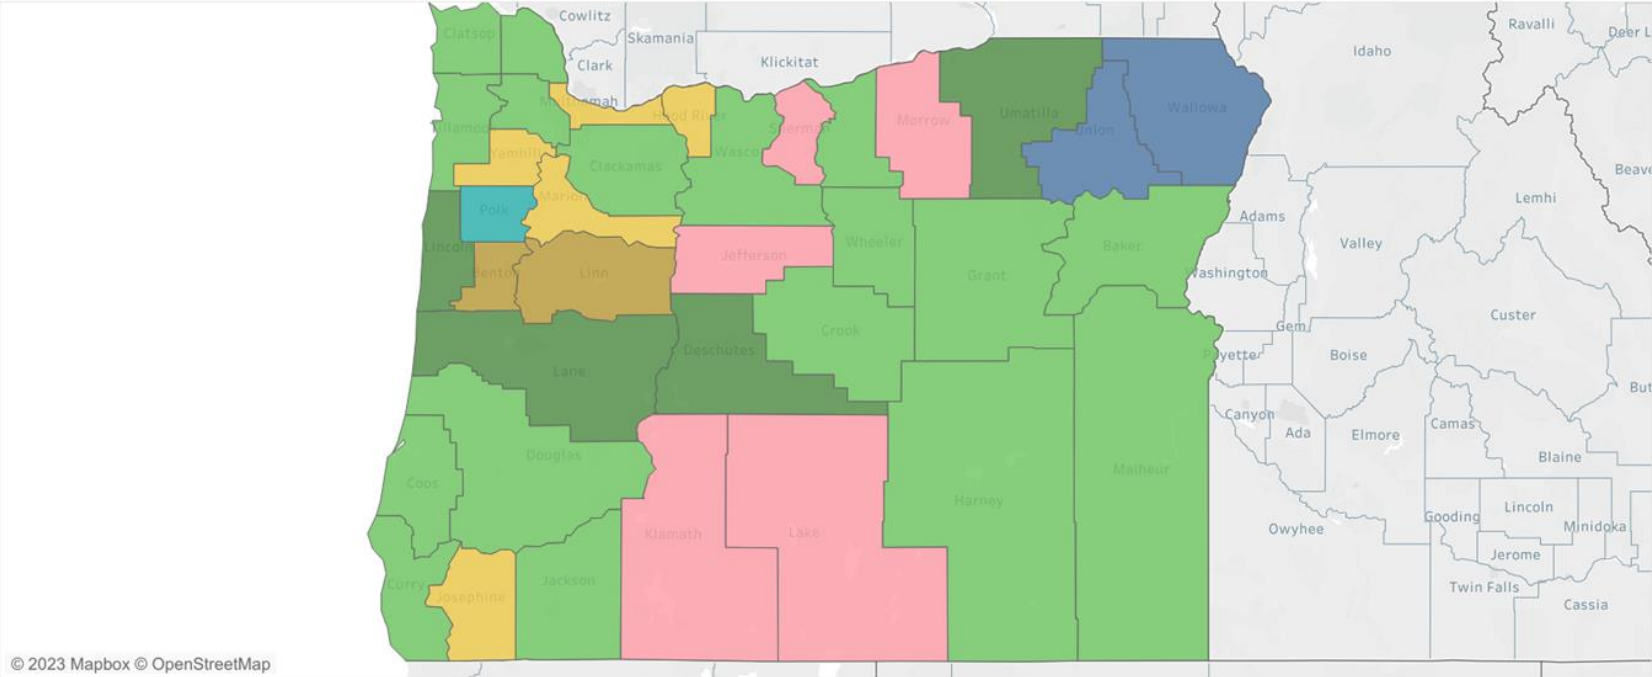 Cowlitz
Ravalli
Clatsop
Skamania
Deer L
Idaho
Clark
Klickitat
Multnomah
Hood River
Wallowa
Umatilla
Morrow
Tillamoo
Sherman
Union
Yamhill
Wasco
Clackamas
Beave
Marion
Lemhi
Polk
Adams
Lincoln
Wheeler
Valley
Baker
Jefferson
Benton
Linn
Washington
Grant
Custer
Gem
Crook
Deschutes
Payette
Boise
Lane
But
Canyon
Camas
Ada
Elmore
Douglas
Blaine
Malheur
Coos
Harney
Lincoln
Gooding
Minidoka
Owyhee
Klamath
Lake
Jerome
Jackson
Curry
Twin Falls
Josephine
Cassia
© 2023 Mapbox © OpenStreetMap